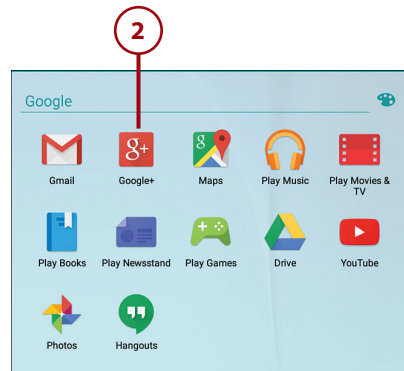 2
Google
g+
g
Gmail
Google+
Maps
Play Music
Play Movies &
TV
Play Books
Play Newsstand
Play Games
Drive
YouTube
Photos
Hangouts